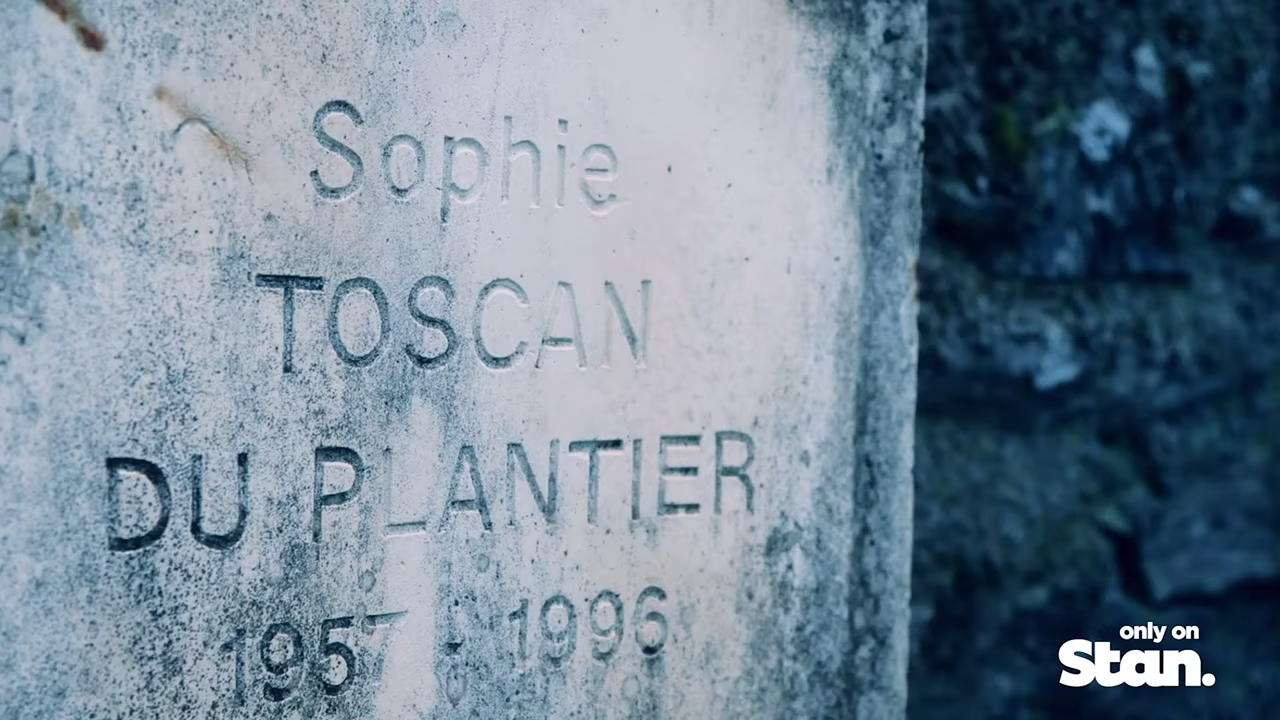 Sophie
TOSCAN
DU PLANTIER
1957 - 1996
only on
Stan.